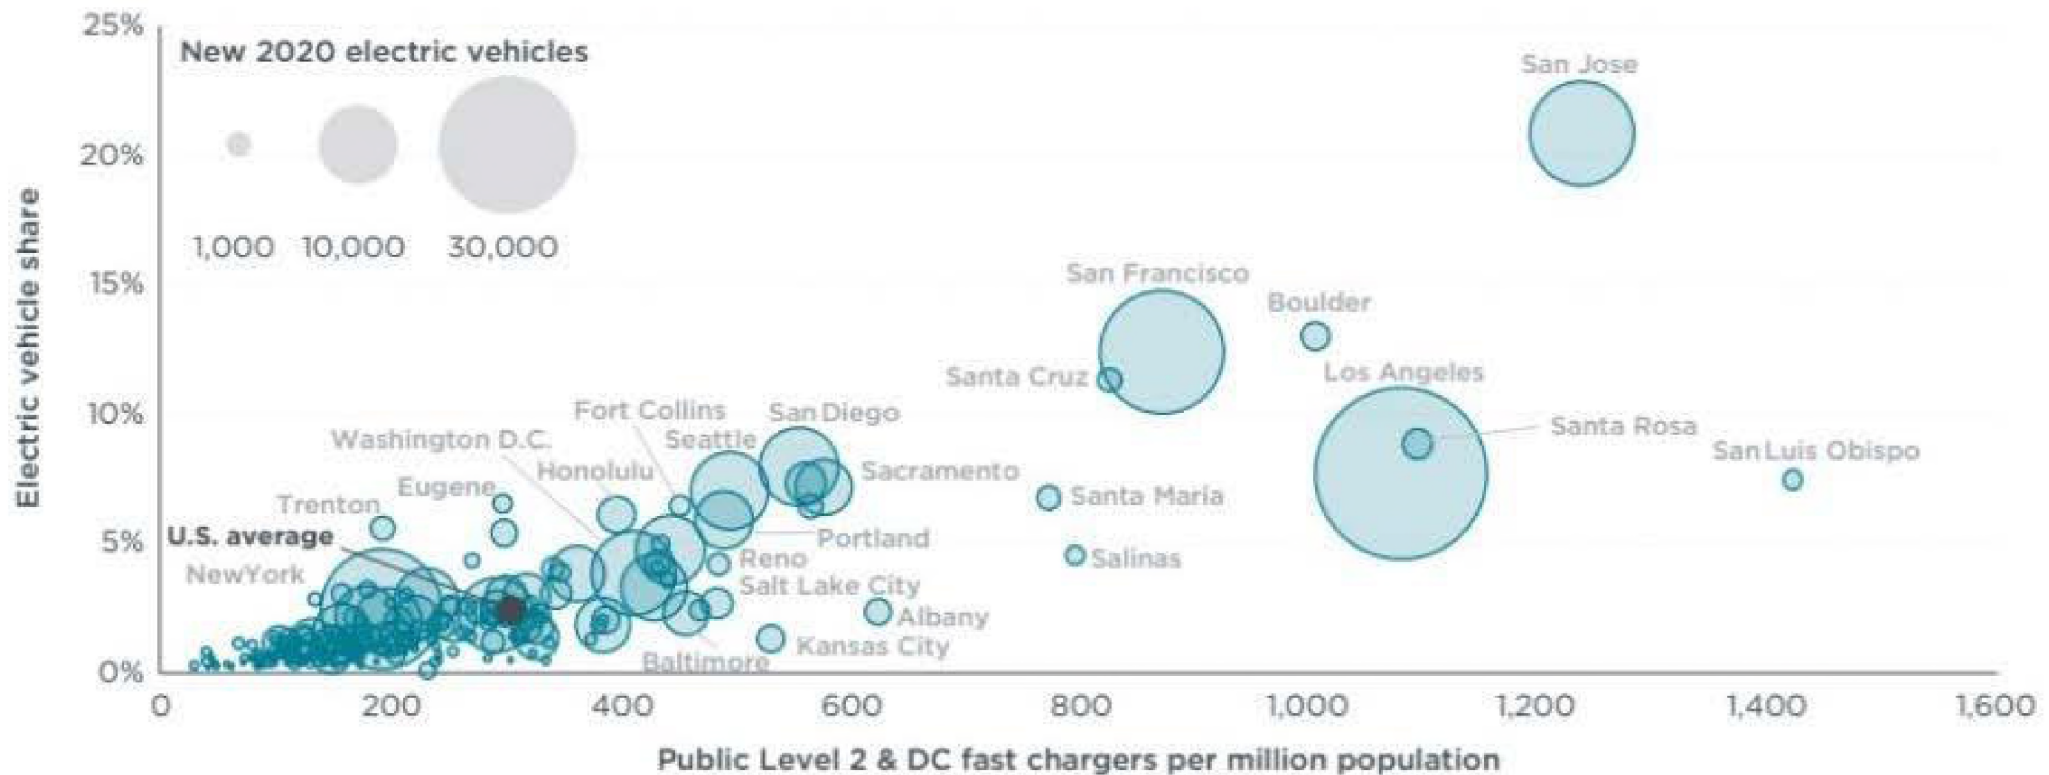 25%
New 2020 electric vehicles
San Jose
20%
1,000 10,000 30,000
Electric vehicle share
15%
San Francisco
Boulder
Santa Cruz
Los Angeles
10%
Fort Collins
San Diego
Washington D.C.
Seattle
Santa Rosa
San Luis Obispo
Honolulu
Sacramento
Eugene
Trenton
Santa Maria
U.S. average
5%
Portland
Reno
Salinas
NewYork
Salt Lake City
Albany
Kansas City
Baltimore
0%
0 200 400 600 800 1,000 1,200 1,400 1,600
Public Level 2 & DC fast chargers per million population